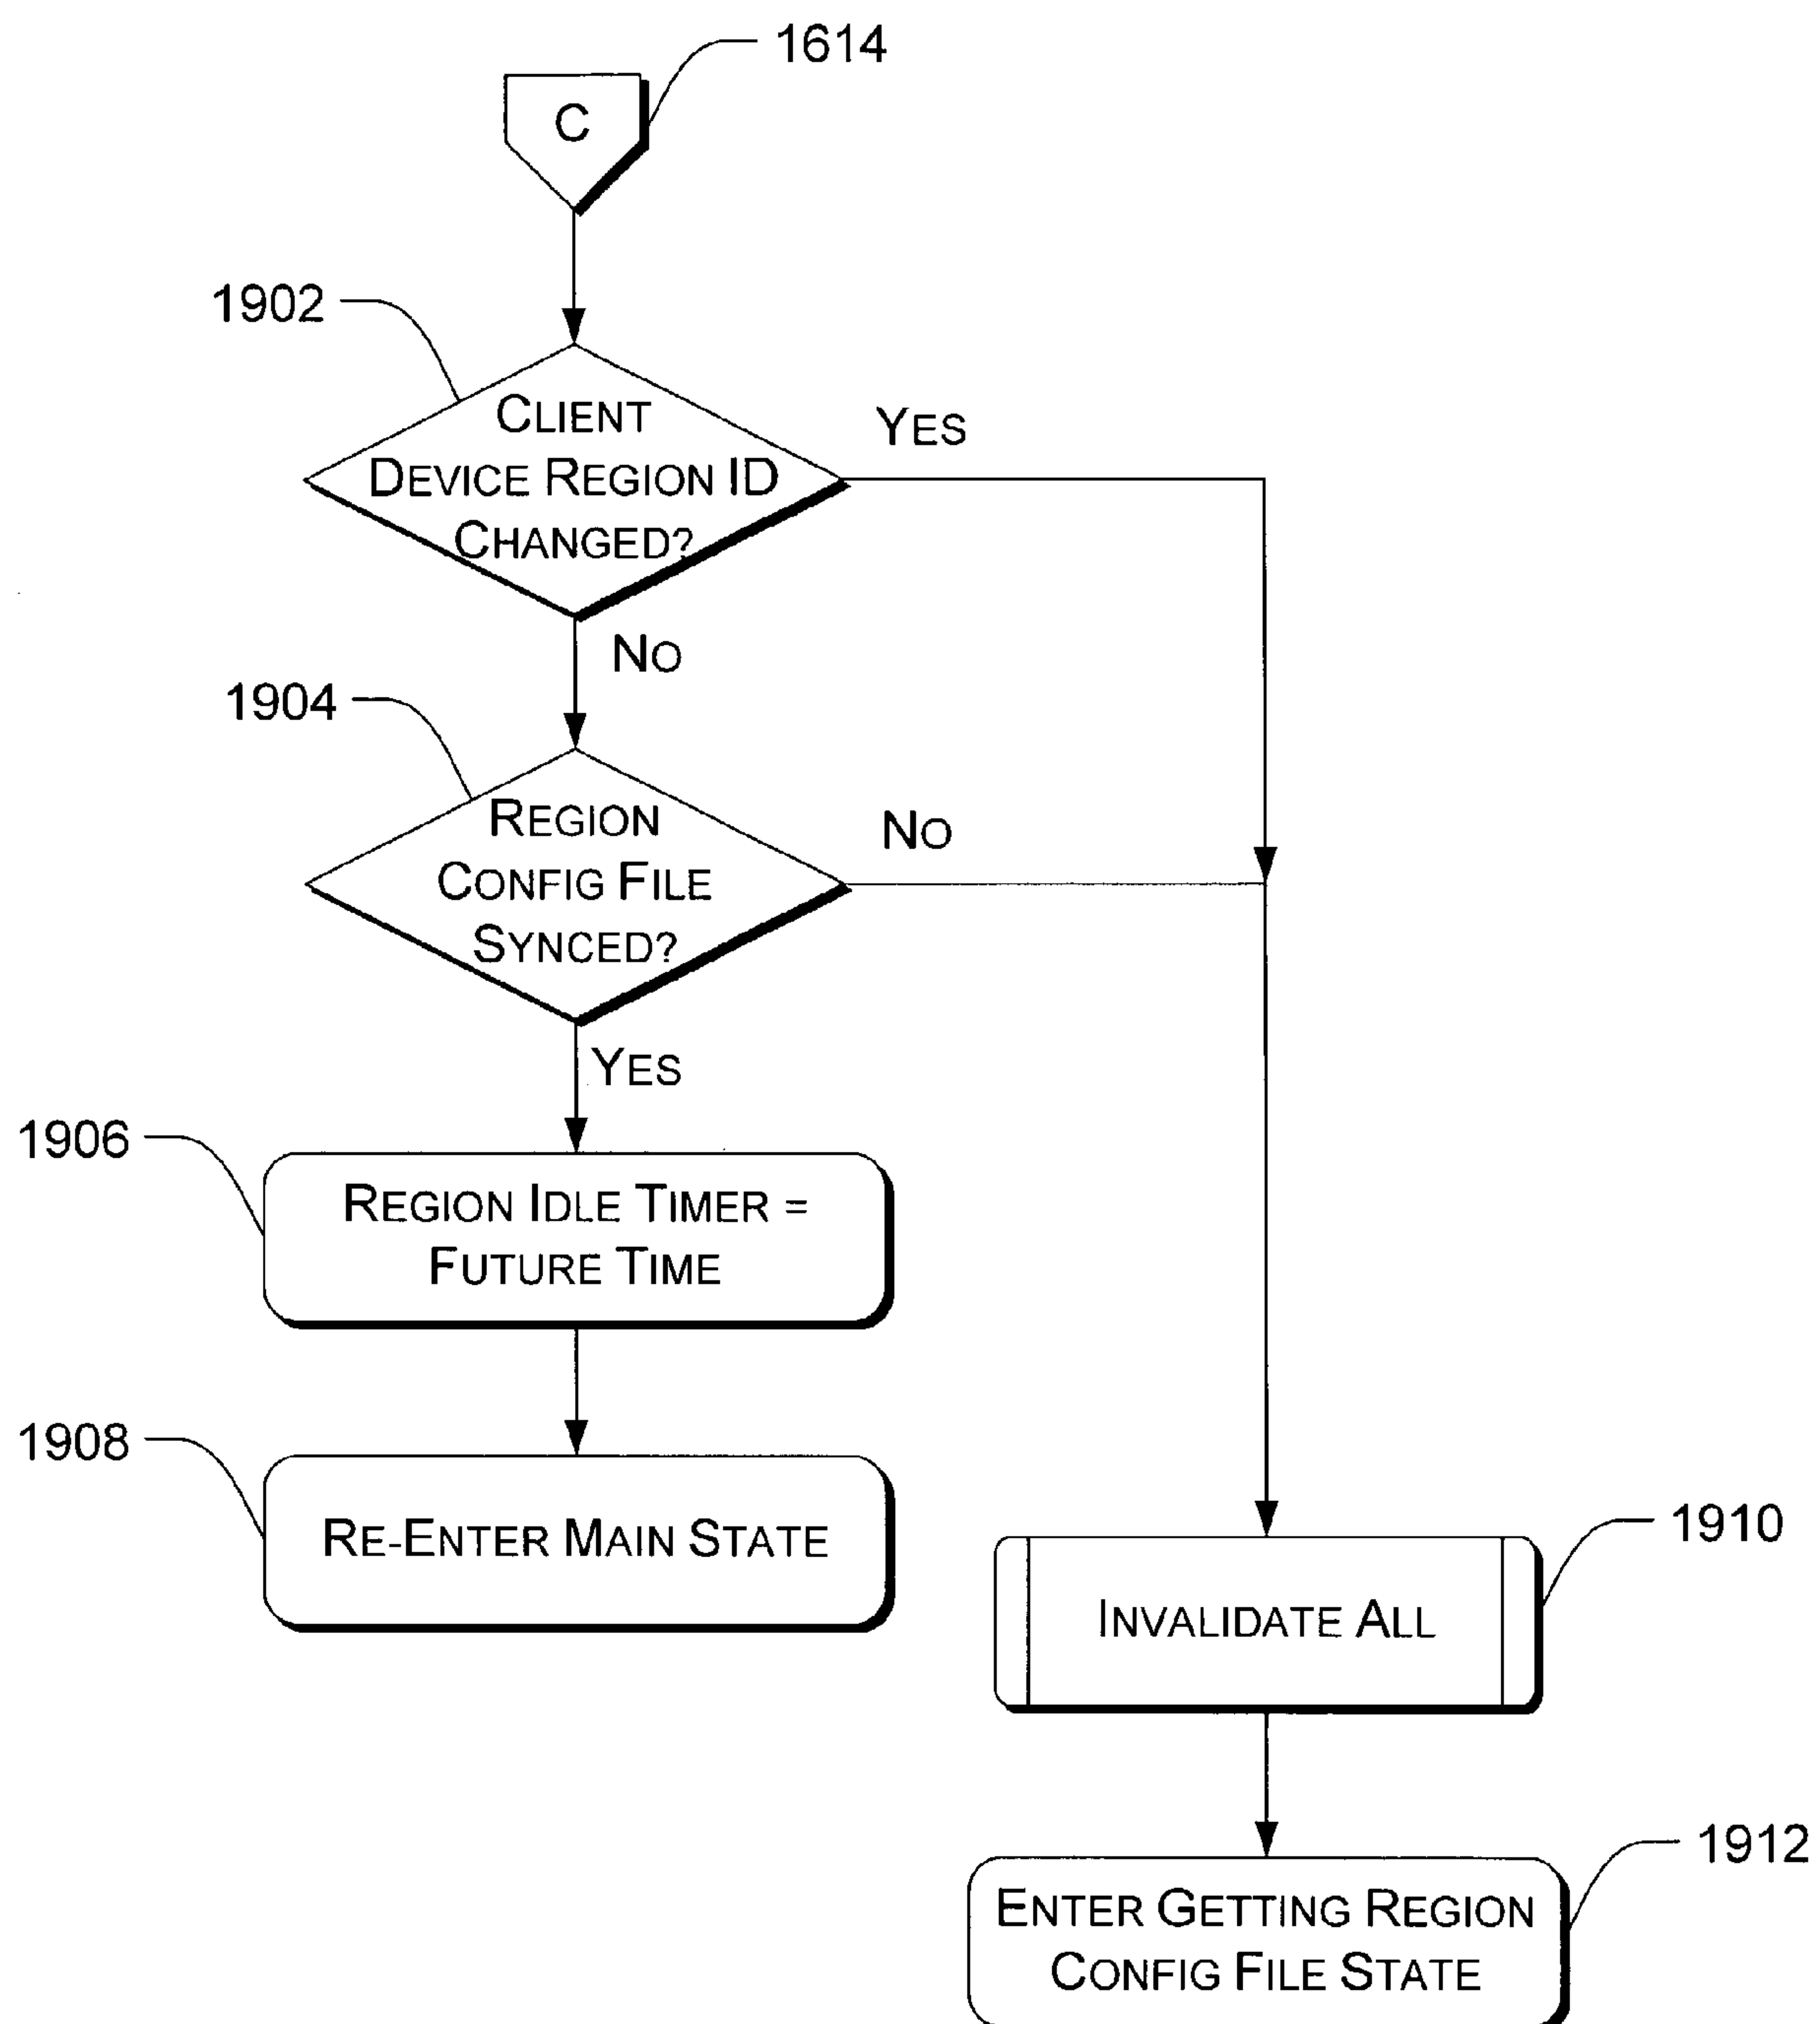 1614
C
1902
CLIENT
DEVICE REGION ID
CHANGED?
YES
NO
1904
REGION
CONFIG FILE
SYNCED?
NO
YES
1906
REGION IDLE TIMER =
FUTURE TIME
1908
RE-ENTER MAIN STATE
1910
INVALIDATE ALL
1912
ENTER GETTING REGION
CONFIG FILE STATE